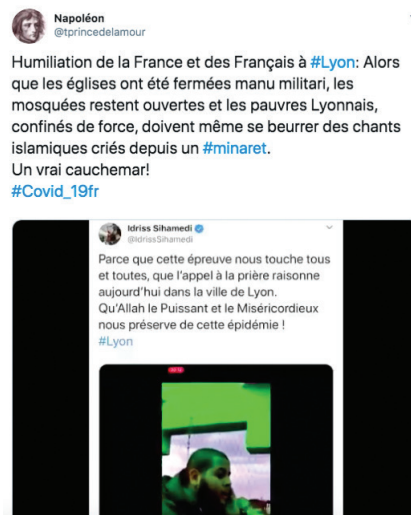 Napoléon
@tprincedelamour
Humiliation de la France et des Français à #Lyon: Alors
que les églises ont été fermées manu militari, les
mosquées restent ouvertes et les pauvres Lyonnais,
confinés de force, doivent même se beurrer des chants
islamiques criés depuis un #minaret.
Un vrai cauchemar!
#Covid_19fr
Idriss Sihamedi
@IdrissSihamedi
Parce que cette épreuve nous touche tous
et toutes, que l'appel à la prière raisonne
aujourd'hui dans la ville de Lyon.
Qu'Allah le Puissant et le Miséricordieux
nous préserve de cette épidémie !
#Lyon